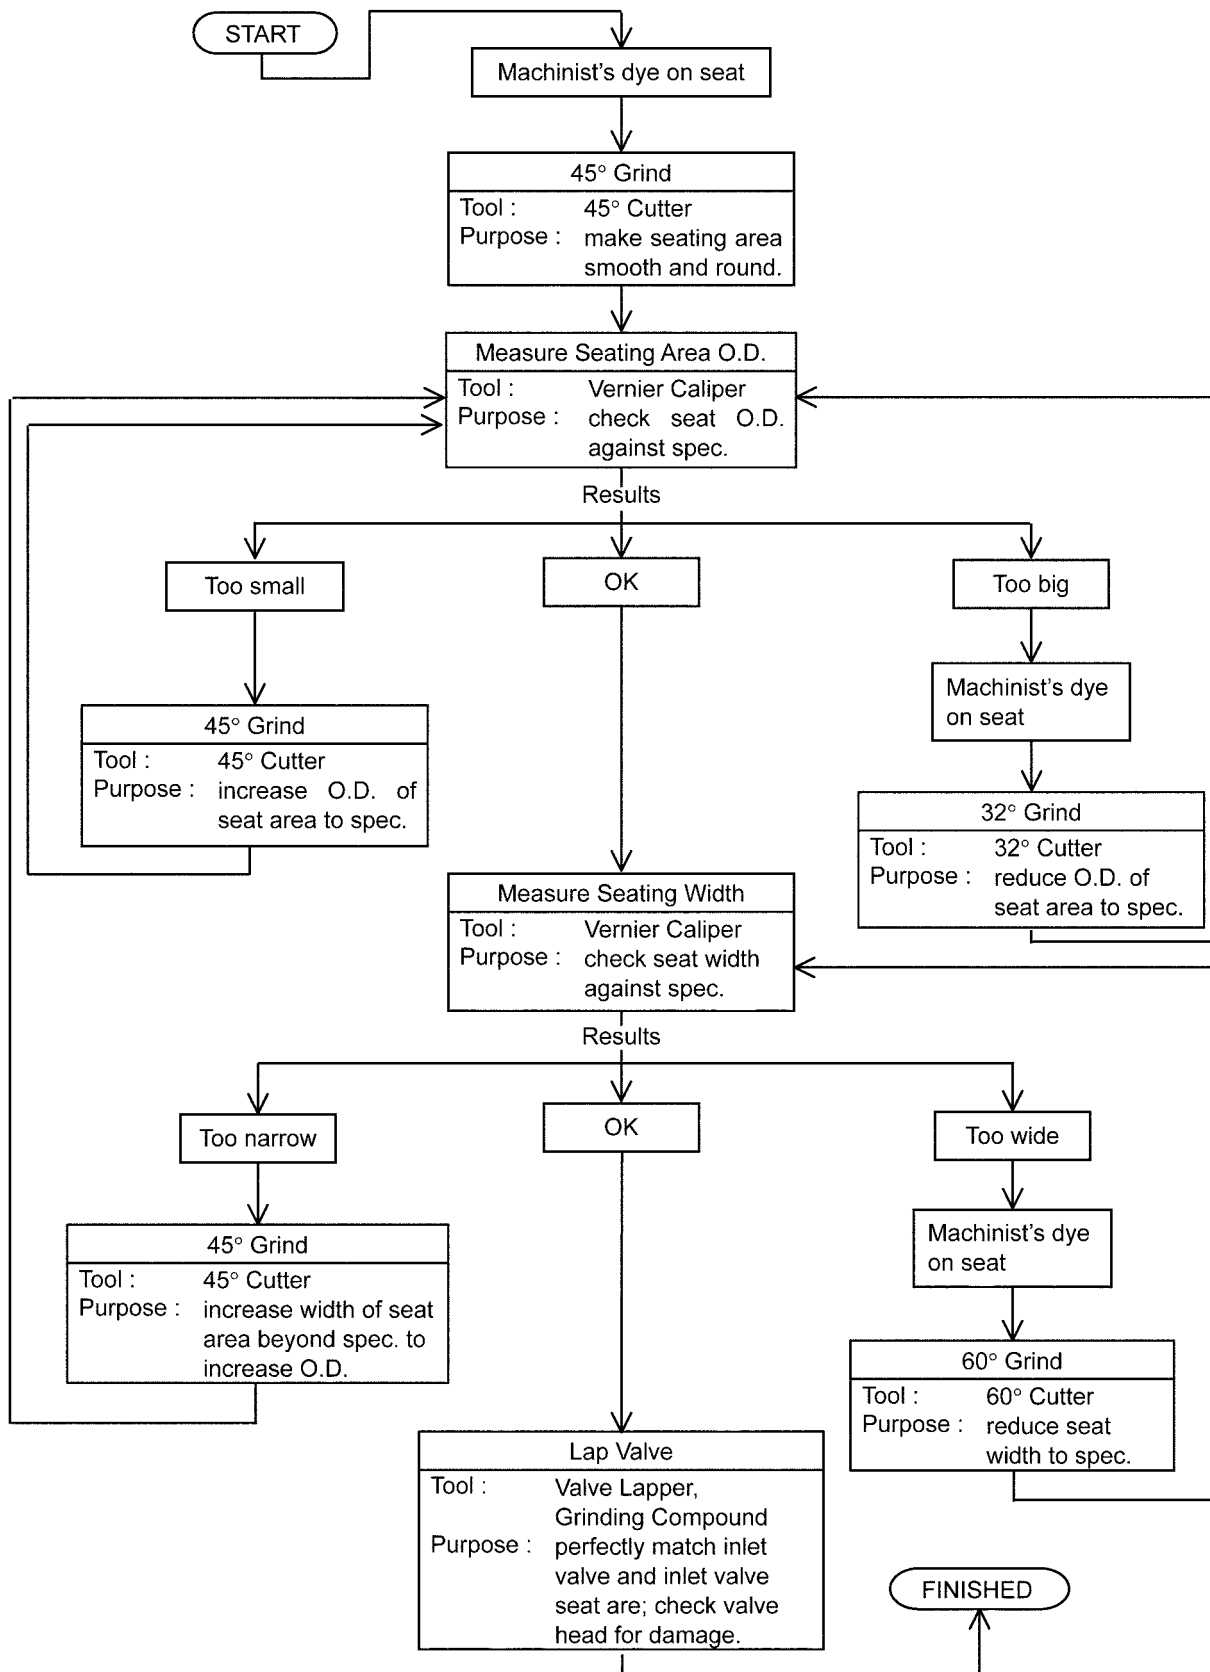 START
Machinist's dye on seat
45° Grind
Tool : 45° Cutter
Purpose : make seating area
smooth and round.
Measure Seating Area O.D.
Tool : Vernier Caliper
Purpose : check seat O.D.
against spec.
Results
Too small
OK
Too big
Machinist's dye
on seat
45° Grind
Tool : 45° Cutter
Purpose : increase O.D. of
seat area to spec.
32° Grind
Tool : 32° Cutter
Purpose : reduce O.D. of
seat area to spec.
Measure Seating Width
Tool : Vernier Caliper
Purpose : check seat width
against spec.
Results
Too narrow
OK
Too wide
Machinist's dye
on seat
45° Grind
Tool : 45° Cutter
Purpose : increase width of seat
area beyond spec. to
increase O.D.
60° Grind
Tool : 60° Cutter
Purpose : reduce seat
width to spec.
Lap Valve
Tool : Valve Lapper,
Grinding Compound
Purpose : perfectly match inlet
valve and inlet valve
seat are; check valve
head for damage.
FINISHED